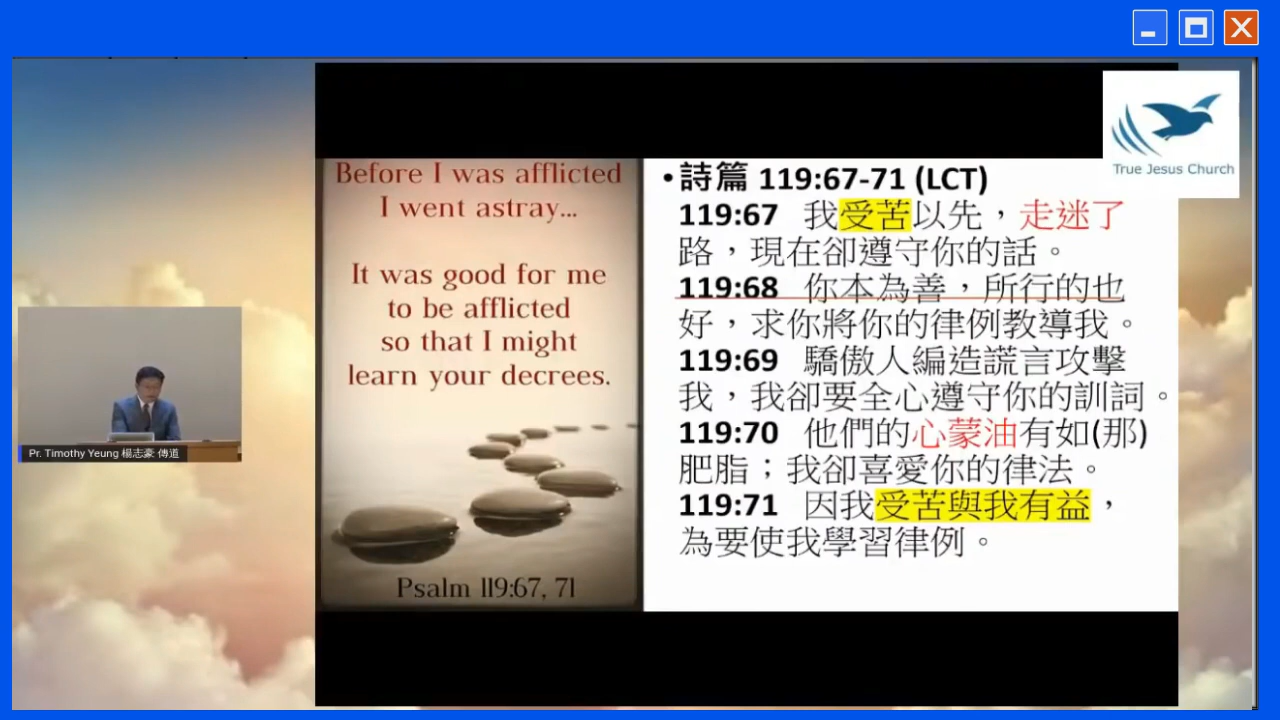 True Jesus Church
Before I was afflicted
I went astray...
It was good for me
to be afflicted
so that I might
learn your decrees.
Psalm 119:67, 71
•詩篇 119:67-71 (LCT)
119:67 我受苦以先，走迷了
路，現在卻遵守你的話。
119:68 你本為善，所行的也
好，求你將你的律例教導我。
119:69 驕傲人編造謊言攻擊
我，我卻要全心遵守你的訓詞。
119:70 他們的心蒙油有如(那)
肥脂；我卻喜愛你的律法。
119:71 因我受苦與我有益，
為要使我學習律例。
Pr. Timothy Yeung 楊志豪 傳道